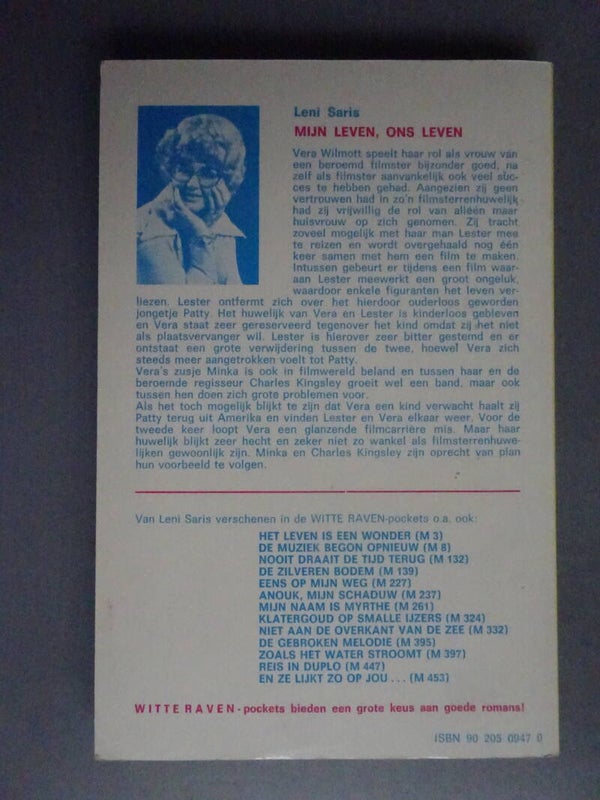 Leni Saris
MIJN LEVEN, ONS LEVEN
Vera Wilmott speelt haar rol als vrouw van
een beroemd filmster bijzonder goed, na
zelf als filmster aanvankelijk ook veel suc-
ces te hebben gehad. Aangezien zij geen
vertrouwen had in zo'n filmsterrenhuwelijk
had zij vrijwillig de rol van alléén maar
huisvrouw op zich genomen. Zij tracht
zoveel mogelijk met haar man Lester mee
te reizen en wordt overgehaald nog één
keer samen met hem een film te maken.
Intussen gebeurt er tijdens een film waar-
aan Lester meewerkt een groot ongeluk,
waardoor enkele figuranten het leven ver-
liezen. Lester ontfermt zich over het hierdoor ouderloos geworden
jongetje Patty. Het huwelijk van Vera en Lester is kinderloos gebleven
en Vera staat zeer gereserveerd tegenover het kind omdat zij het niet
als plaatsvervanger wil. Lester is hierover zeer bitter gestemd en er
ontstaat een grote verwijdering tussen de twee, hoewel Vera zich
steeds meer aangetrokken voelt tot Patty.
Vera's zusje Minka is ook in filmwereld beland en tussen haar en de
beroemde regisseur Charles Kingsley groeit wel een band, maar ook
tussen hen doen zich grote problemen voor.
Als het toch mogelijk blijkt te zijn dat Vera een kind verwacht haalt zij
Patty terug uit Amerika en vinden Lester en Vera elkaar weer. Voor de
tweede keer loopt Vera een glanzende filmcarrière mis. Maar haar
huwelijk blijkt zeer hecht en zeker niet zo wankel als filmsterrenhuwe-
lijken gewoonlijk zijn. Minka en Charles Kingsley zijn oprecht van plan
hun voorbeeld te volgen.
Van Leni Saris verschenen in de WITTE RAVEN-pockets o.a. ook:
HET LEVEN IS EEN WONDER (M 3)
DE MUZIEK BEGON OPNIEUW (M 8)
NOOIT DRAAIT DE TIJD TERUG (M 132)
DE ZILVEREN BODEM (M 139)
EENS OP MIJN WEG (M 227)
ANOUK, MIJN SCHADUW (M 237)
MIJN NAAM IS MYRTHE (M 261)
KLATERGOUD OP SMALLE IJZERS (M 324)
NIET AAN DE OVERKANT VAN DE ZEE (M 332)
DE GEBROKEN MELODIE (M 395)
ZOALS HET WATER STROOMT (M 397)
REIS IN DUPLO (M 447)
EN ZE LIJKT ZO OP JOU . . . (M 453)
WITTE RAVEN - pockets bieden een grote keus aan goede romans!
ISBN 90 205 0947 0